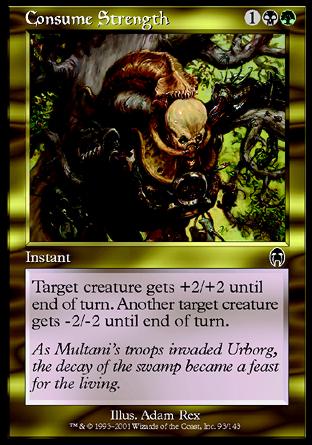 Consume Strength 1
Instant
Target creature gets +2/+2 until
end of turn. Another target creature
gets -2/-2 until end of turn.
As Multani's troops invaded Urborg,
the decay of the swamp became a feast
for the living.
Illus. Adam Rex
™ & © 1993-2001 Wizards of the Coast, Inc. 93/143